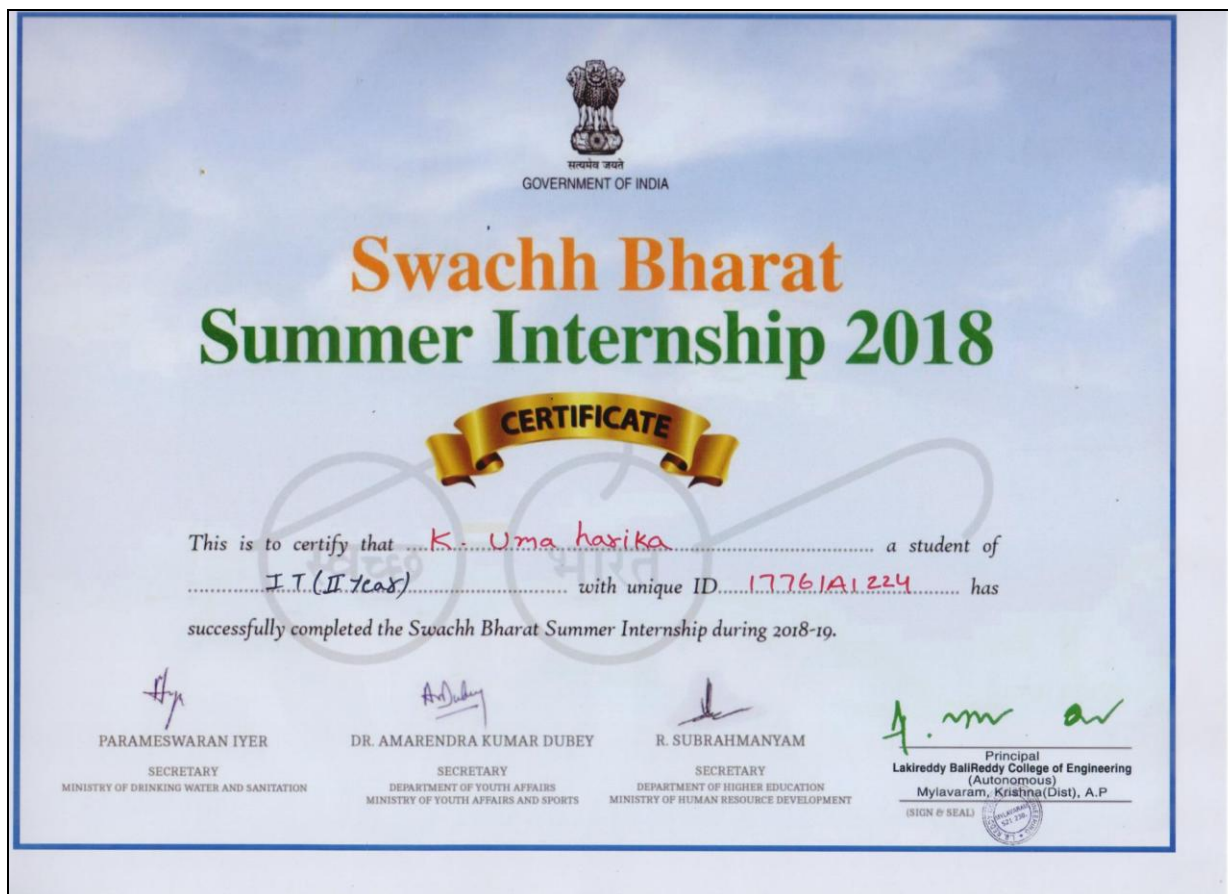 सत्यमेव जयते
GOVERNMENT OF INDIA
Swachh Bharat
Summer Internship 2018
CERTIFICATE
स्वच्छ भारत
This is to certify that K. Uma harika a student of
I T (II Year) with unique ID 17761A1224 has
successfully completed the Swachh Bharat Summer Internship during 2018-19.
PARAMESWARAN IYER
SECRETARY
MINISTRY OF DRINKING WATER AND SANITATION
DR. AMARENDRA KUMAR DUBEY
SECRETARY
DEPARTMENT OF YOUTH AFFAIRS
MINISTRY OF YOUTH AFFAIRS AND SPORTS
R. SUBRAHMANYAM
SECRETARY
DEPARTMENT OF HIGHER EDUCATION
MINISTRY OF HUMAN RESOURCE DEVELOPMENT
Principal
Lakireddy BaliReddy College of Engineering
(Autonomous)
Mylavaram, Krishna(Dist), A.P
(SIGN & SEAL)